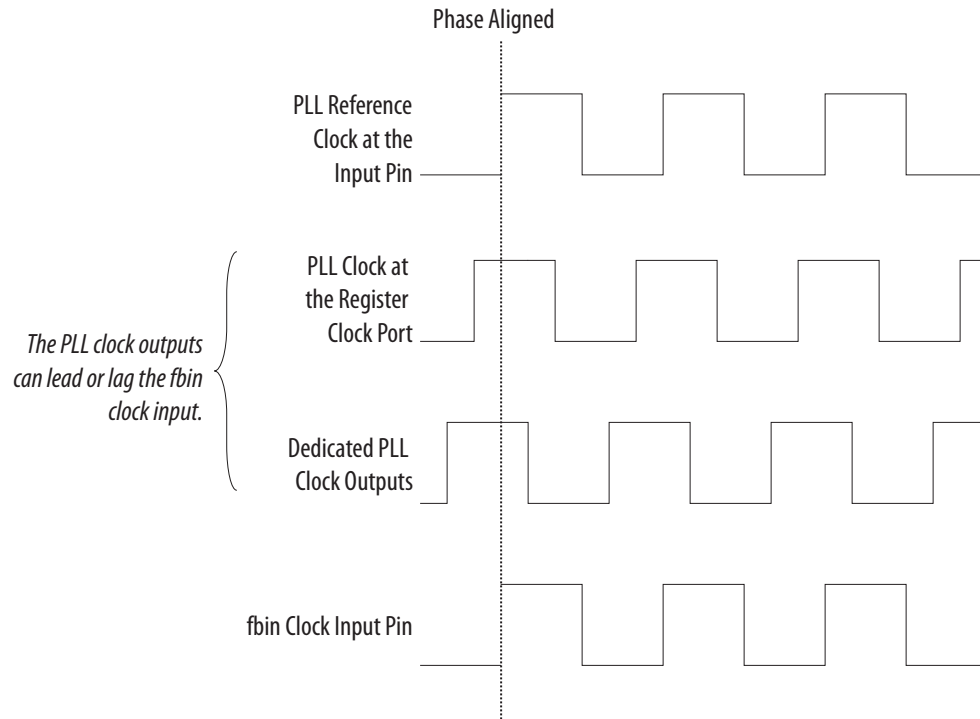 Phase Aligned
PLL Reference
Clock at the
Input Pin
PLL Clock at
the Register
Clock Port
The PLL clock outputs
can lead or lag the fbin
clock input.
Dedicated PLL
Clock Outputs
fbin Clock Input Pin